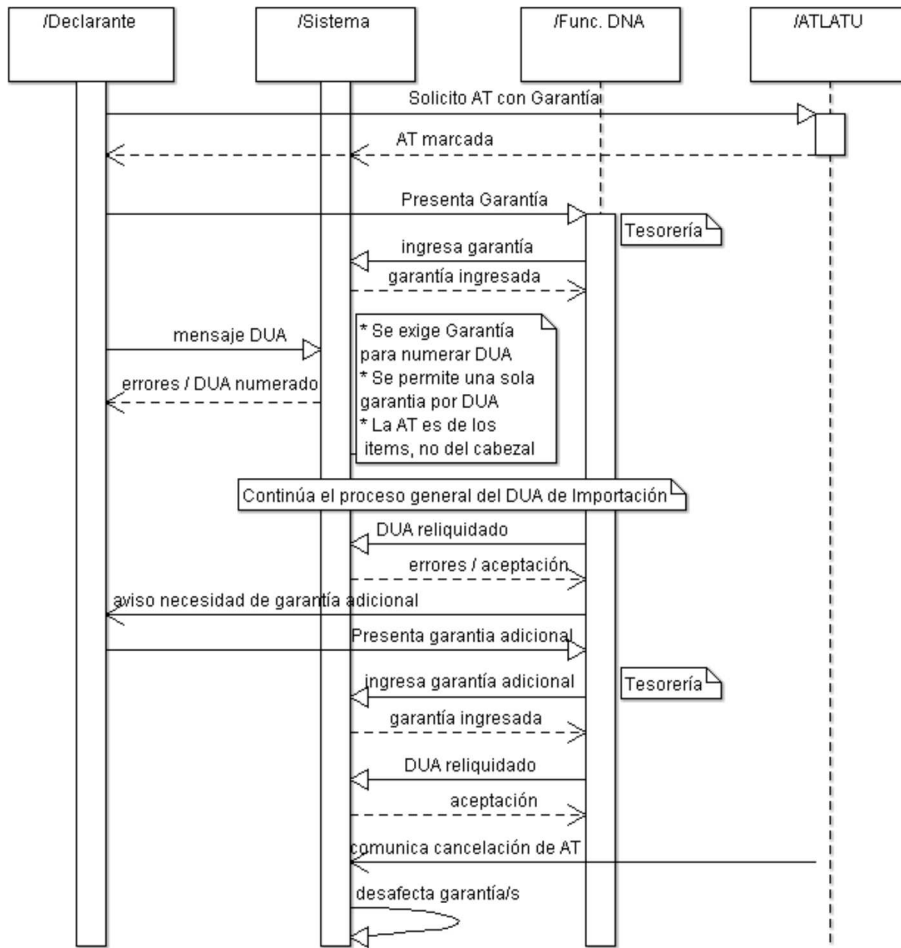 /Declarante
/Sistema
/Func. DNA
/ATLATU
Solicito AT con Garantía
AT marcada
Presenta Garantía
Tesorería
ingresa garantía
garantía ingresada
mensaje DUA
* Se exige Garantía
para numerar DUA
* Se permite una sola
garantia por DUA
* La AT es de los
items, no del cabezal
errores / DUA numerado
Continúa el proceso general del DUA de Importación
DUA reliquidado
errores / aceptación
aviso necesidad de garantía adicional
Presenta garantia adicional
Tesorería
ingresa garantía adicional
garantía ingresada
DUA reliquidado
aceptación
comunica cancelación de AT
desafecta garantía/s